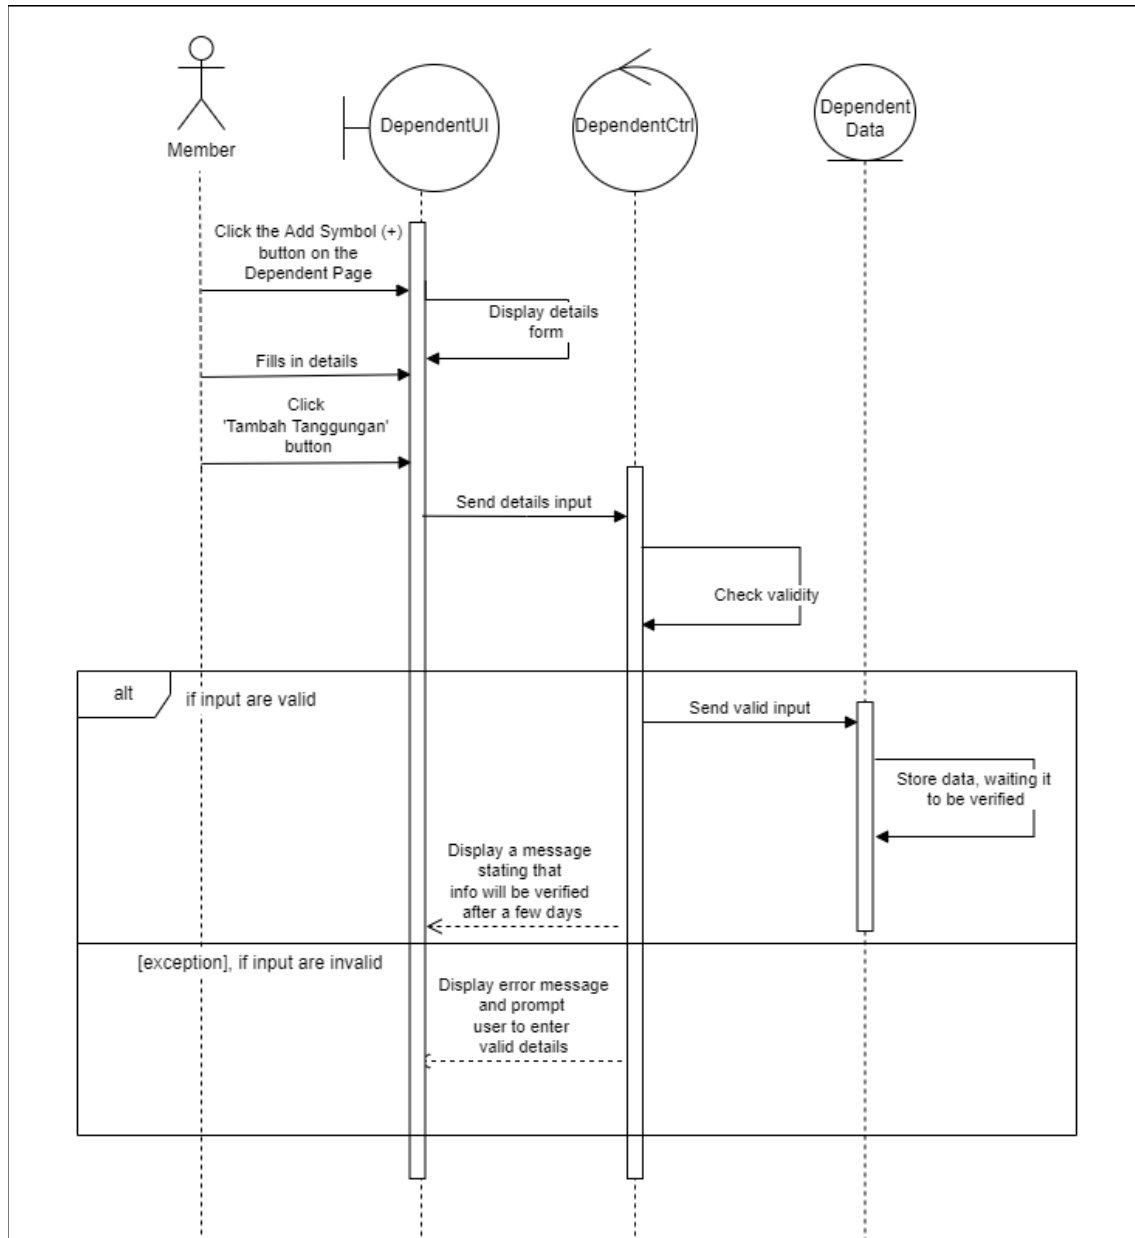 Member
DependentUI
DependentCtrl
Dependent
Data
Click the Add Symbol (+)
button on the
Dependent Page
Display details
form
Fills in details
Click
'Tambah Tanggungan'
button
Send details input
Check validity
alt
if input are valid
Send valid input
Store data, waiting it
to be verified
Display a message
stating that
info will be verified
after a few days
[exception], if input are invalid
Display error message
and prompt
user to enter
valid details